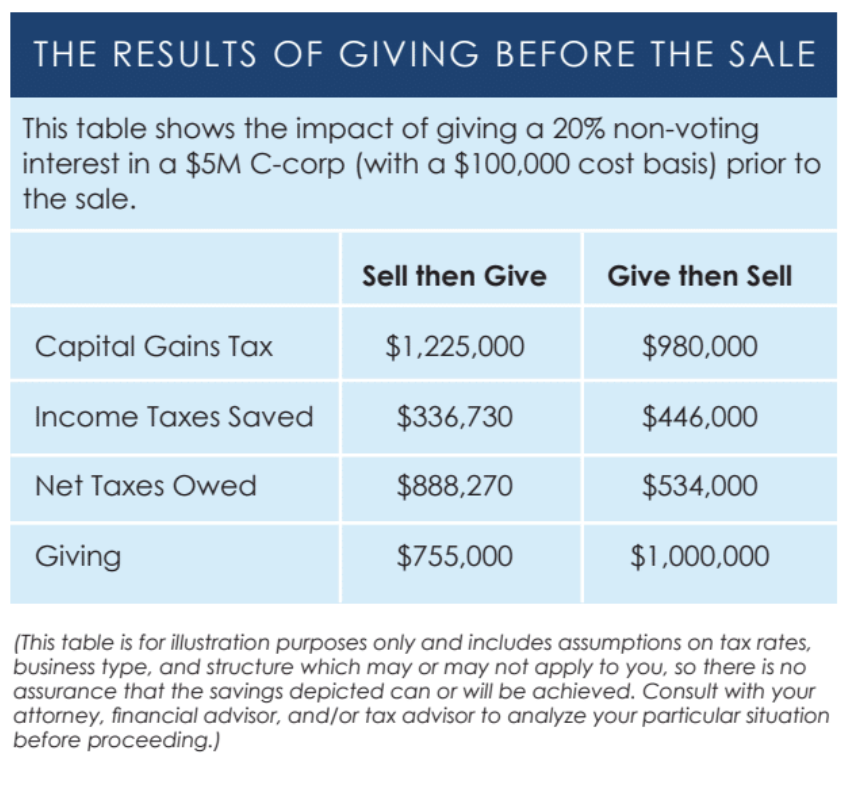 THE RESULTS OF GIVING BEFORE THE SALE
This table shows the impact of giving a 20% non-voting
interest in a $5M C-corp (with a $100,000 cost basis) prior to
the sale.
Sell then Give Give then Sell
Capital Gains Tax $1,225,000 $980,000
Income Taxes Saved $336,730 $446,000
Net Taxes Owed $888,270 $534,000
Giving $755,000 $1,000,000
(This table is for illustration purposes only and includes assumptions on tax rates,
business type, and structure which may or may not apply to you, so there is no
assurance that the savings depicted can or will be achieved. Consult with your
attorney, financial advisor, and/or tax advisor to analyze your particular situation
before proceeding.)